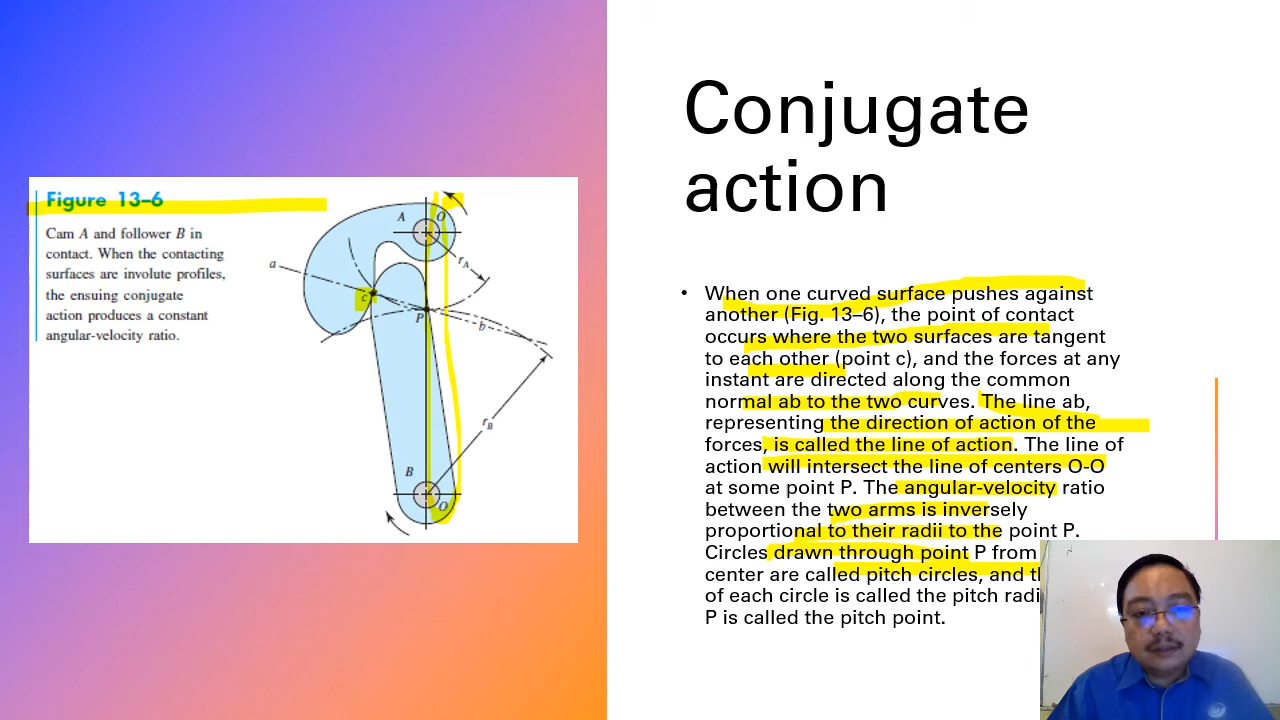 Figure 13–6
Cam A and follower B in
contact. When the contacting
surfaces are involute profiles,
the ensuing conjugate
action produces a constant
angular-velocity ratio.
A
O
a
rA
c
P
b
rB
B
O
Conjugate
action
• When one curved surface pushes against
another (Fig. 13–6), the point of contact
occurs where the two surfaces are tangent
to each other (point c), and the forces at any
instant are directed along the common
normal ab to the two curves. The line ab,
representing the direction of action of the
forces, is called the line of action. The line of
action will intersect the line of centers O-O
at some point P. The angular-velocity ratio
between the two arms is inversely
proportional to their radii to the point P.
Circles drawn through point P from
center are called pitch circles, and
of each circle is called the pitch
P is called the pitch point.